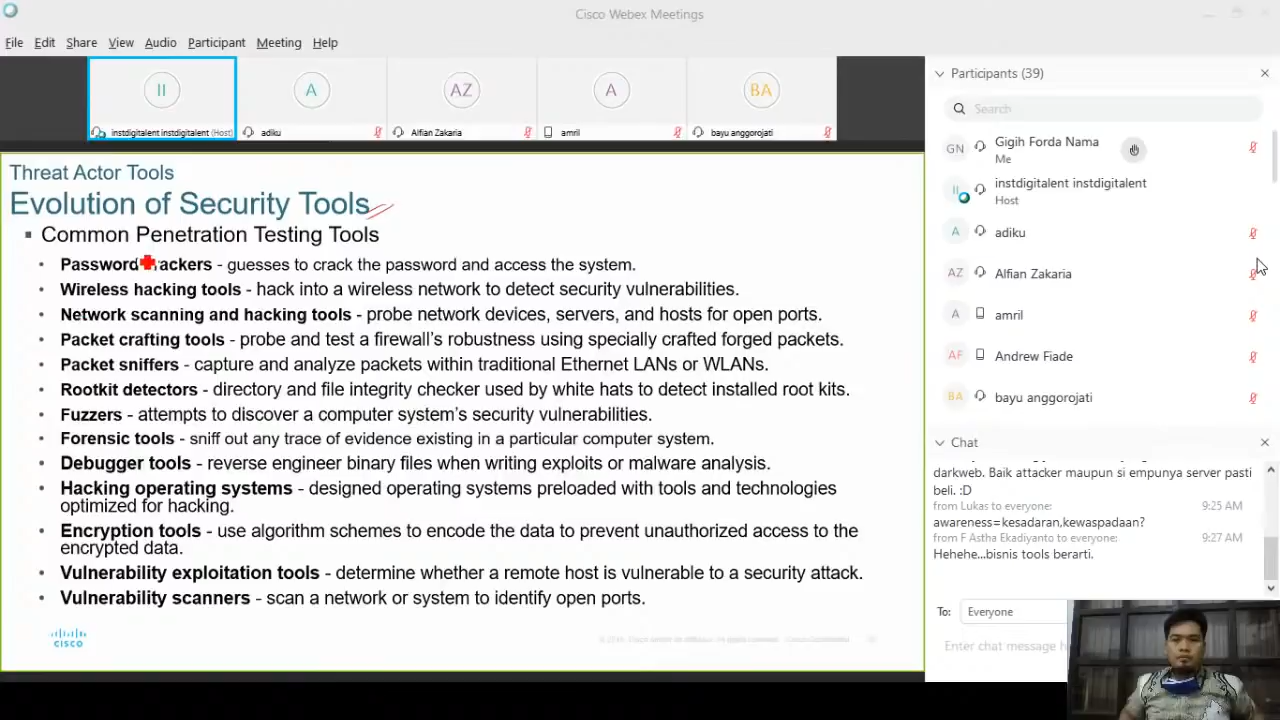 Cisco Webex Meetings
File Edit Share View Audio Participant Meeting Help
II A AZ A BA
instdigitalent instdigitalent (Host) adiku Alfian Zakaria amril bayu anggorojati
Threat Actor Tools
Evolution of Security Tools
▪ Common Penetration Testing Tools
• Password rackers - guesses to crack the password and access the system.
• Wireless hacking tools - hack into a wireless network to detect security vulnerabilities.
• Network scanning and hacking tools - probe network devices, servers, and hosts for open ports.
• Packet crafting tools - probe and test a firewall's robustness using specially crafted forged packets.
• Packet sniffers - capture and analyze packets within traditional Ethernet LANs or WLANs.
• Rootkit detectors - directory and file integrity checker used by white hats to detect installed root kits.
• Fuzzers - attempts to discover a computer system's security vulnerabilities.
• Forensic tools - sniff out any trace of evidence existing in a particular computer system.
• Debugger tools - reverse engineer binary files when writing exploits or malware analysis.
• Hacking operating systems - designed operating systems preloaded with tools and technologies
optimized for hacking.
• Encryption tools - use algorithm schemes to encode the data to prevent unauthorized access to the
encrypted data.
• Vulnerability exploitation tools - determine whether a remote host is vulnerable to a security attack.
• Vulnerability scanners - scan a network or system to identify open ports.
CISCO
Participants (39)
Search
GN Gigih Forda Nama
Me
II instdigitalent instdigitalent
Host
A adiku
AZ Alfian Zakaria
A amril
AF Andrew Fiade
BA bayu anggorojati
Chat
darkweb. Baik attacker maupun si empunya server pasti
beli. :D
from Lukas to everyone: 9:25 AM
awareness=kesadaran,kewaspadaan?
from F Astha Ekadiyanto to everyone: 9:27 AM
Hehehe...bisnis tools berarti.
To: Everyone
Enter chat message h